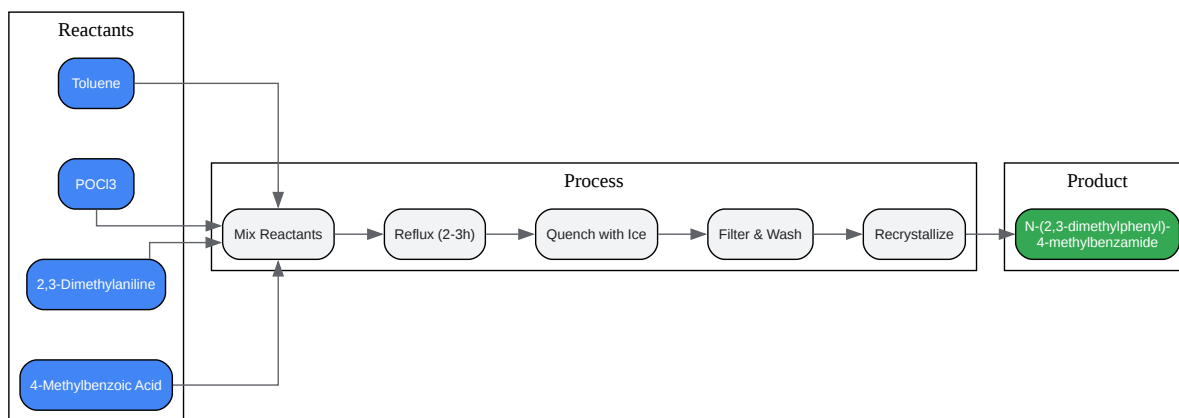 Reactants
Toluene
POCl3
2,3-Dimethylaniline
4-Methylbenzoic Acid
Process
Mix Reactants
Reflux (2-3h)
Quench with Ice
Filter & Wash
Recrystallize
Product
N-(2,3-dimethylphenyl)-
4-methylbenzamide